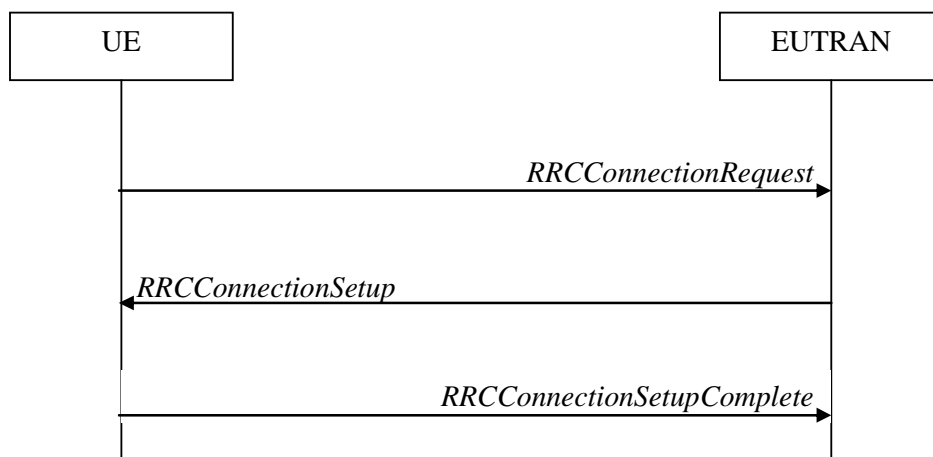 UE
EUTRAN
RRCConnectionRequest
RRCConnectionSetup
RRCConnectionSetupComplete